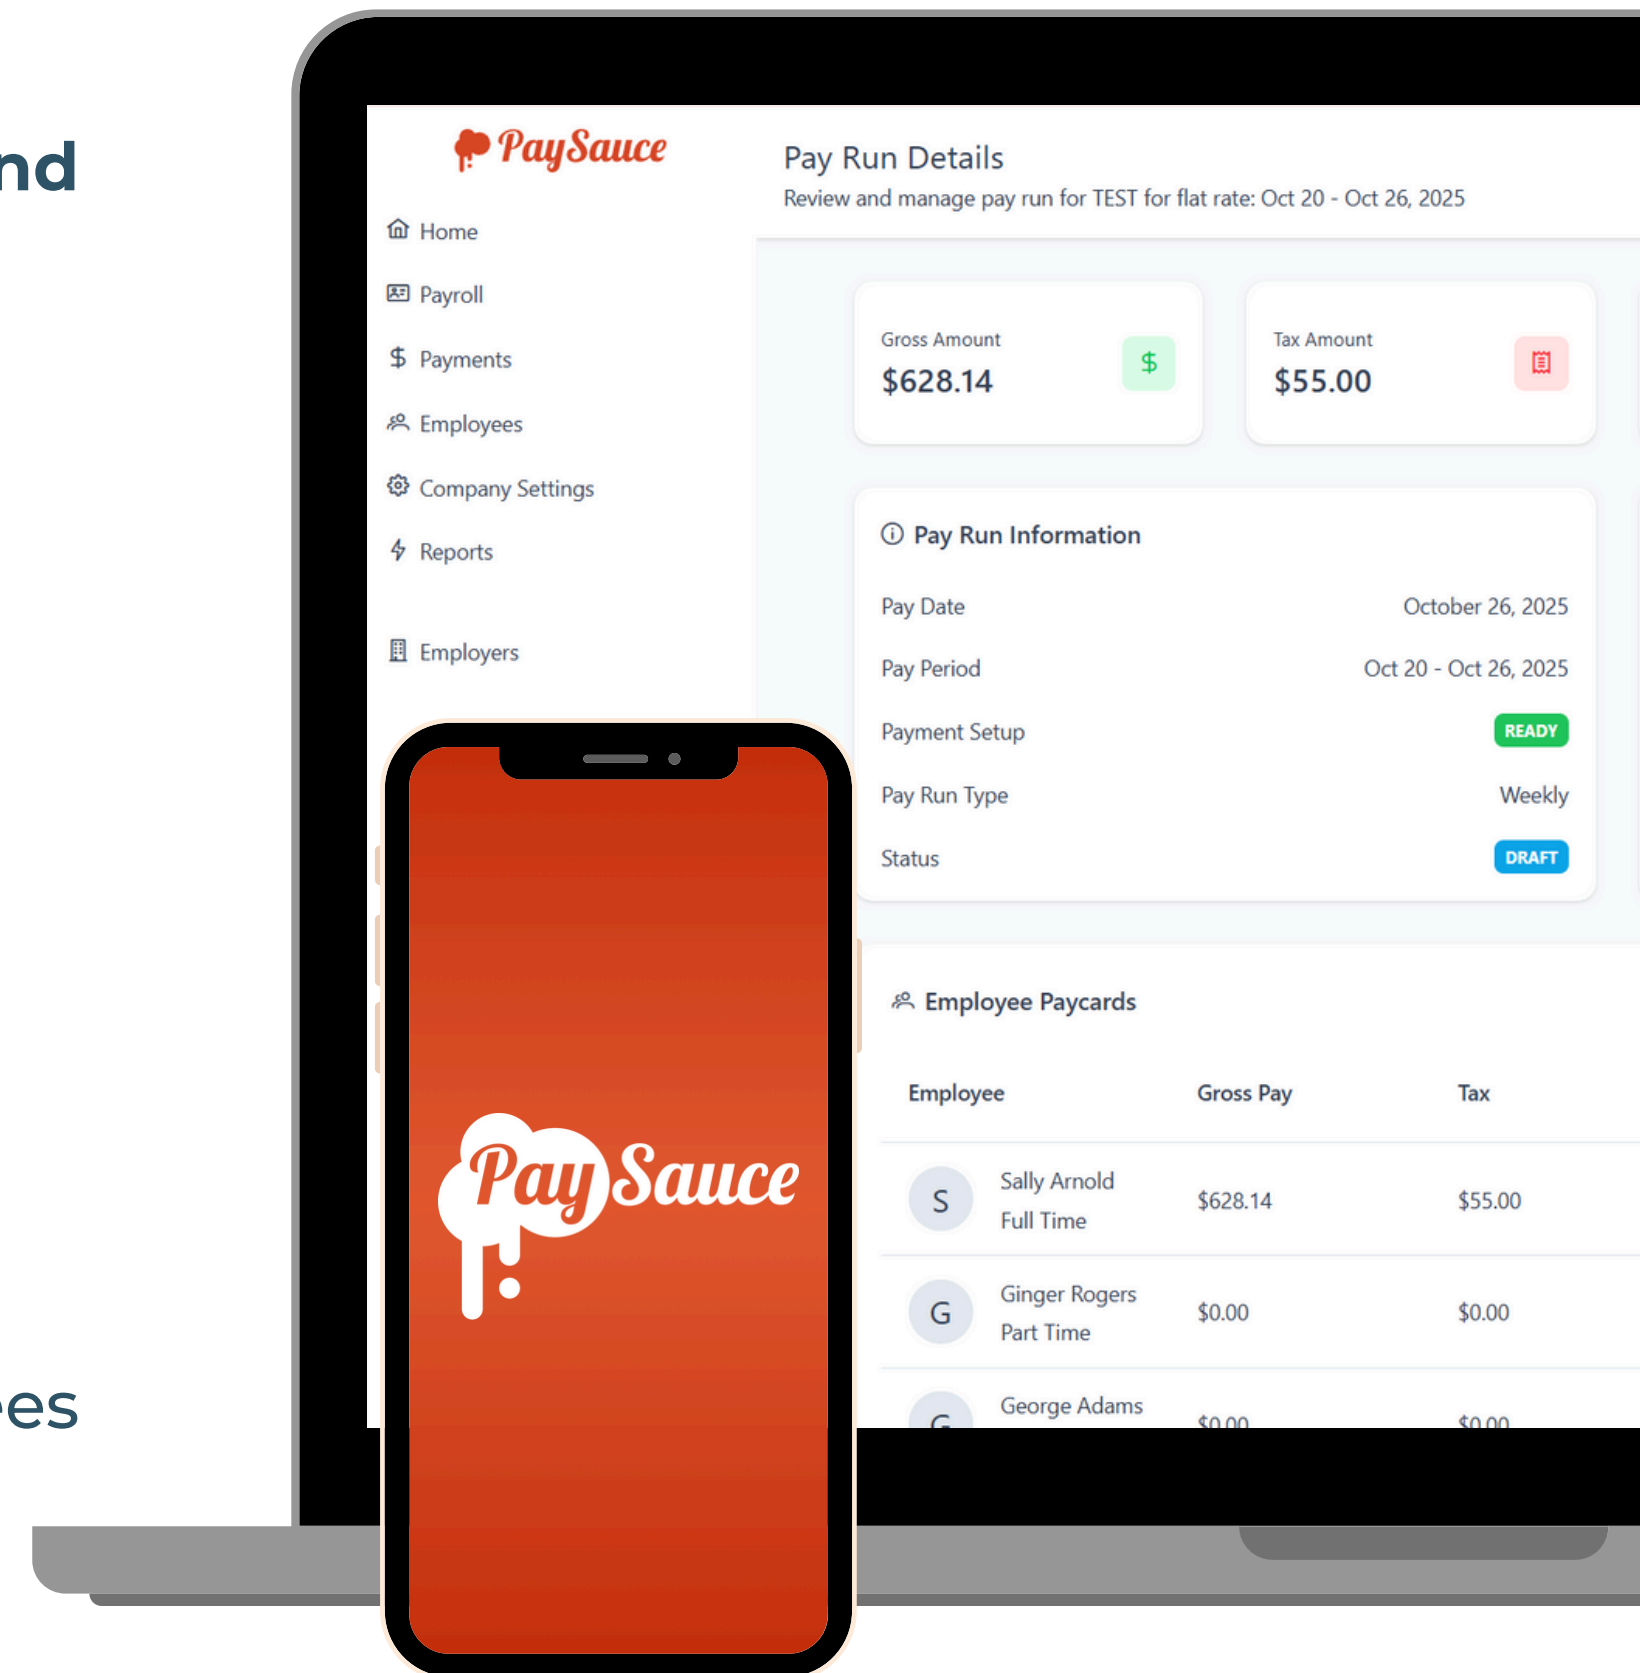 PaySauce
Home
Payroll
Payments
Employees
Company Settings
Reports
Employers
Pay Run Details
Review and manage pay run for TEST for flat rate: Oct 20 - Oct 26, 2025
Gross Amount
$628.14
$
Tax Amount
$55.00
Pay Run Information
Pay Date October 26, 2025
Pay Period Oct 20 - Oct 26, 2025
Payment Setup READY
Pay Run Type Weekly
Status DRAFT
Employee Paycards
Employee Gross Pay Tax
S Sally Arnold $628.14 $55.00
Full Time
G Ginger Rogers $0.00 $0.00
Part Time
G George Adams $0.00 $0.00
PaySauce